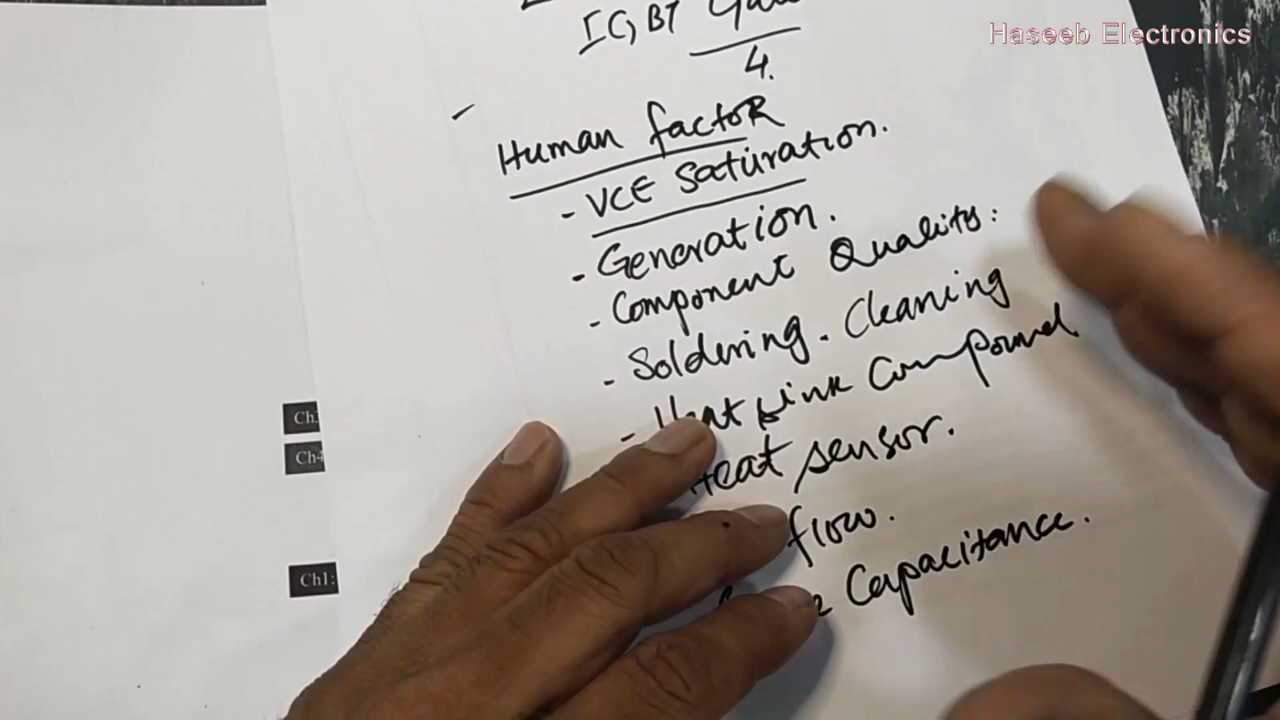 Haseeb Electronics
IGBT
4.
Human factoR
- VCE Saturation.
- Generation.
- Component Quality:
- Soldering. Cleaning
- Heat sink Compound.
Heat sensor.
flow.
Capacitance.
Ch4
Ch1: